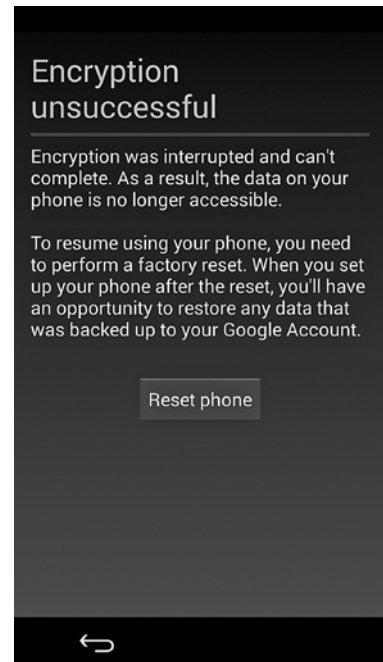 Encryption
unsuccessful
Encryption was interrupted and can't
complete. As a result, the data on your
phone is no longer accessible.
To resume using your phone, you need
to perform a factory reset. When you set
up your phone after the reset, you'll have
an opportunity to restore any data that
was backed up to your Google Account.
Reset phone